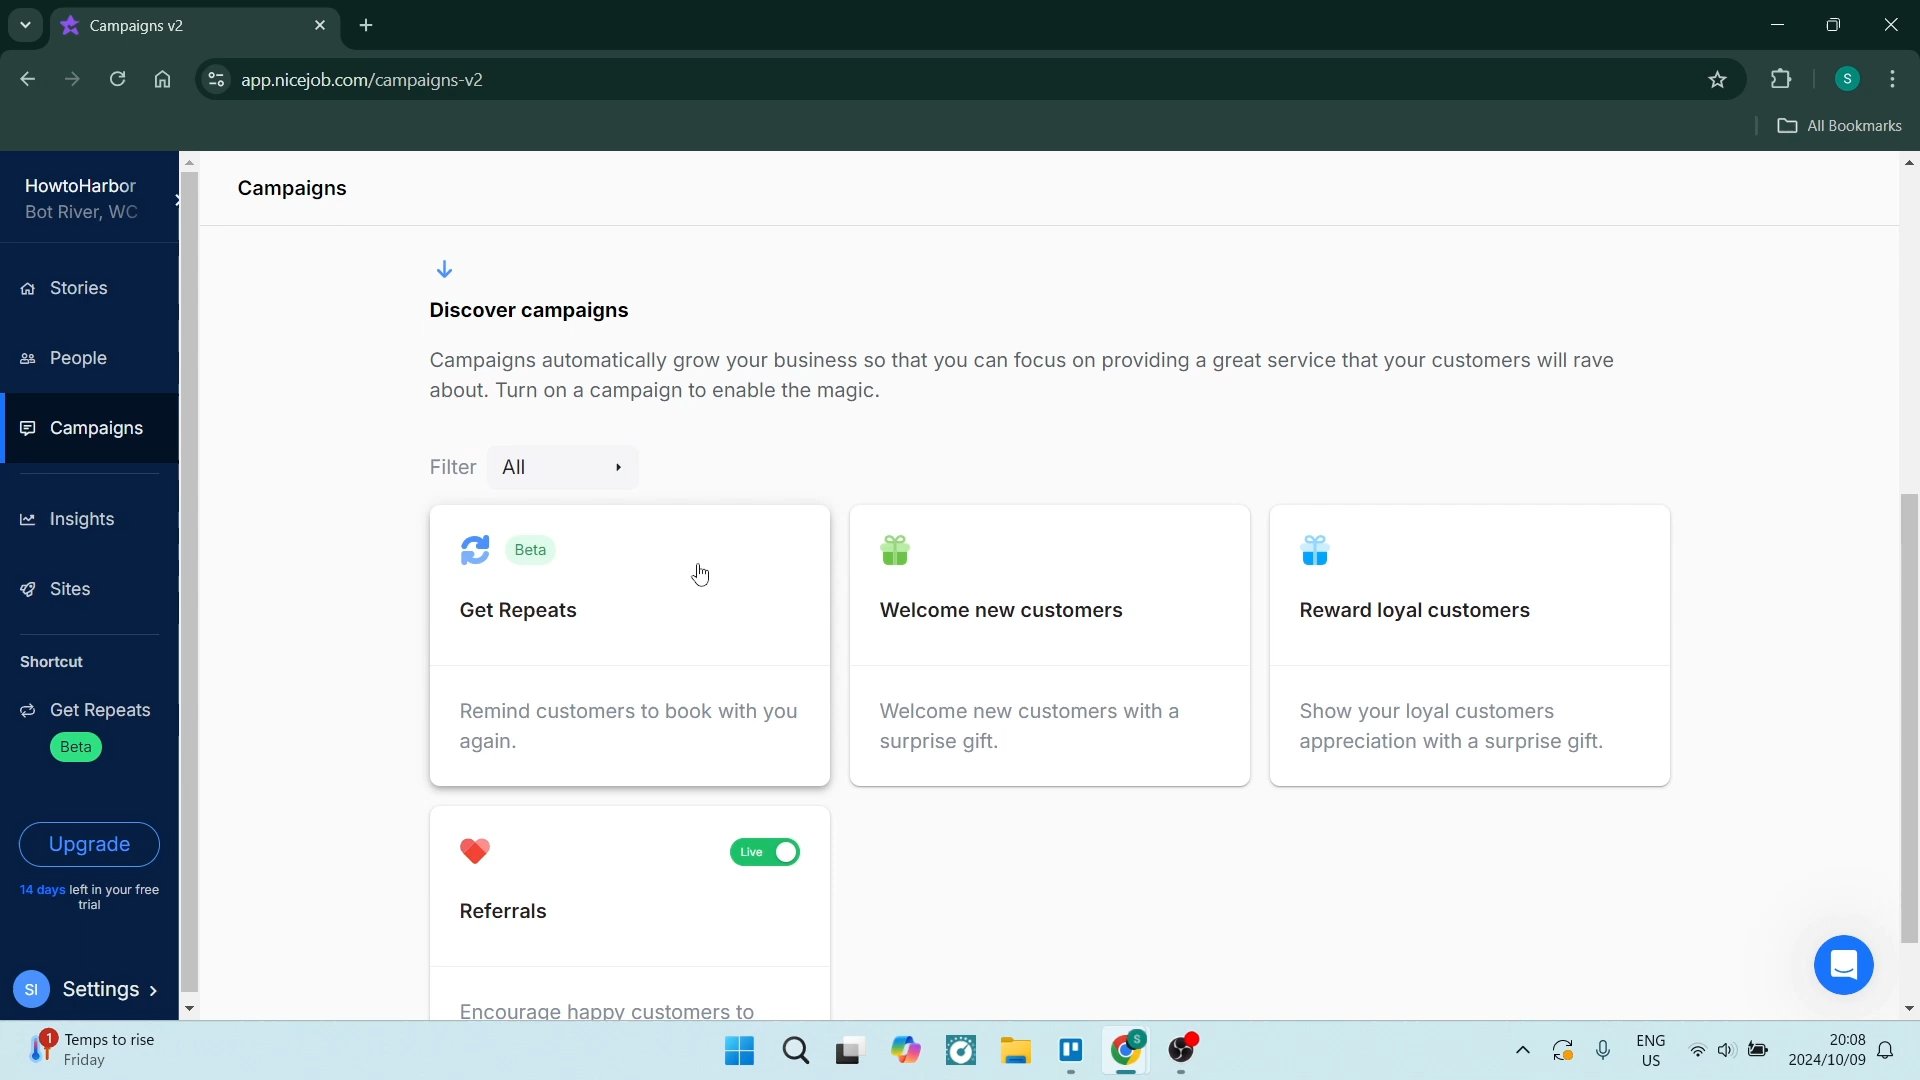 Campaigns v2
app.nicejob.com/campaigns-v2
S
All Bookmarks
HowtoHarbor
Bot River, WC
Stories
People
Campaigns
Insights
Sites
Shortcut
Get Repeats
Beta
Upgrade
14 days left in your free
trial
SI Settings
Campaigns
Discover campaigns
Campaigns automatically grow your business so that you can focus on providing a great service that your customers will rave
about. Turn on a campaign to enable the magic.
Filter All
Beta
Get Repeats
Remind customers to book with you
again.
Welcome new customers
Welcome new customers with a
surprise gift.
Reward loyal customers
Show your loyal customers
appreciation with a surprise gift.
Live
Referrals
Encourage happy customers to
1
Temps to rise
Friday
S
ENG
US
20:08
2024/10/09